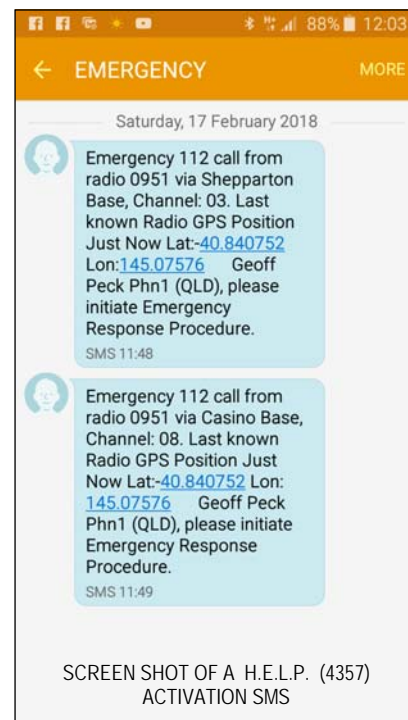 88% 12:03
EMERGENCY MORE
Saturday, 17 February 2018
Emergency 112 call from
radio 0951 via Shepparton
Base, Channel: 03. Last
known Radio GPS Position
Just Now Lat:-40.840752
Lon:145.07576 Geoff
Peck Phn1 (QLD), please
initiate Emergency
Response Procedure.
SMS 11:48
Emergency 112 call from
radio 0951 via Casino Base,
Channel: 08. Last known
Radio GPS Position Just
Now Lat:-40.840752 Lon:
145.07576 Geoff Peck
Phn1 (QLD), please initiate
Emergency Response
Procedure.
SMS 11:49
SCREEN SHOT OF A H.E.L.P. (4357)
ACTIVATION SMS